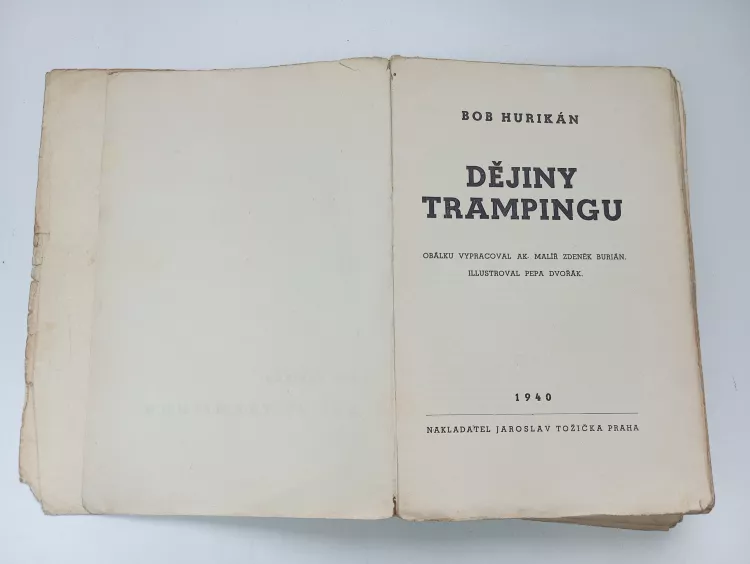 BOB HURIKÁN
DĚJINY
TRAMPINGU
OBÁLKU VYPRACOVAL AK. MALÍŘ ZDENĚK BURIAN.
ILLUSTROVAL PEPA DVOŘÁK.
1940
NAKLADATEL JAROSLAV TOŽIČKA PRAHA